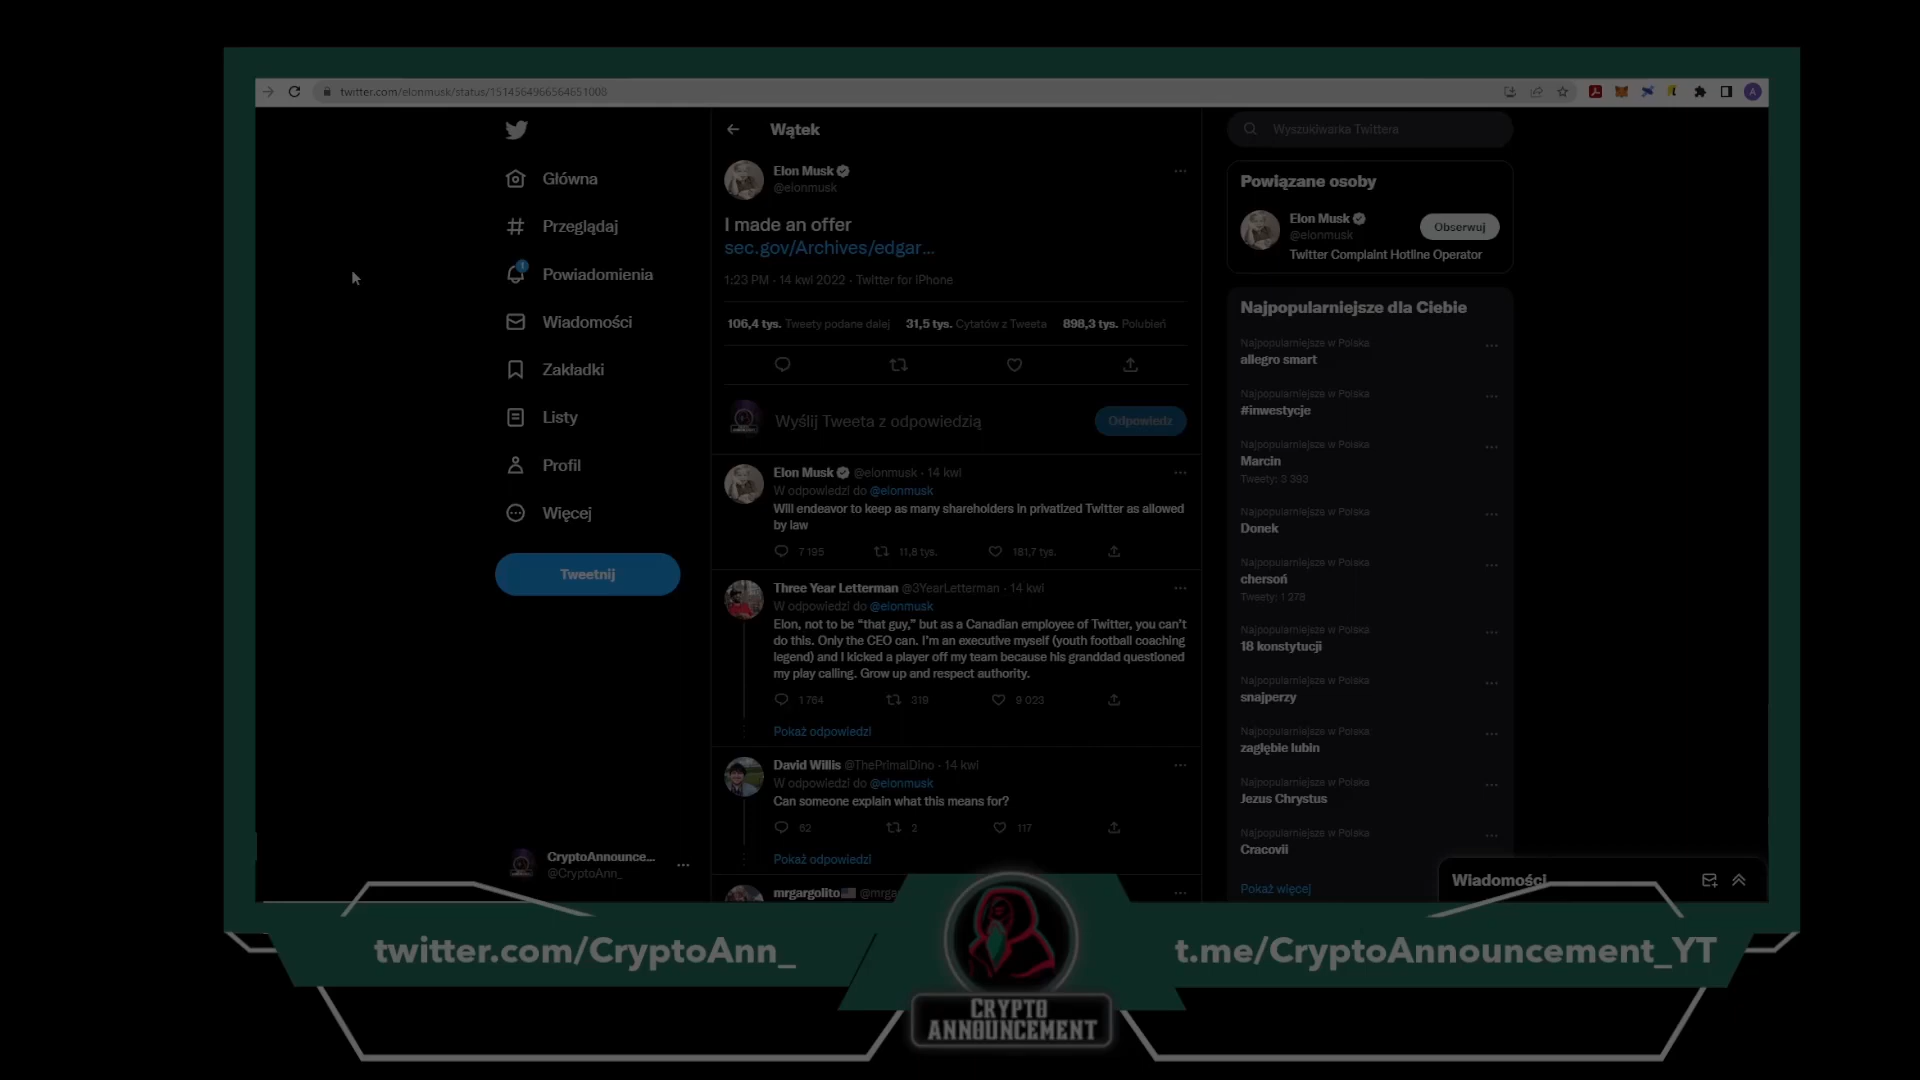 twitter.com/elonmusk/status/1514564966564651008
Główna
Przeglądaj
1
Powiadomienia
Wiadomości
Zakładki
Listy
Profil
Więcej
Tweetnij
CryptoAnnounce...
@CryptoAnn_
Wątek
Elon Musk
@elonmusk
I made an offer
sec.gov/Archives/edgar...
1:23 PM · 14 kwi 2022 · Twitter for iPhone
106,4 tys. Tweety podane dalej 31,5 tys. Cytatów z Tweeta 898,3 tys. Polubień
Wyślij Tweeta z odpowiedzią
Odpowiedz
Elon Musk @elonmusk · 14 kwi
W odpowiedzi do @elonmusk
Will endeavor to keep as many shareholders in privatized Twitter as allowed
by law
7 195 11,8 tys. 181,7 tys.
Three Year Letterman @3YearLetterman · 14 kwi
W odpowiedzi do @elonmusk
Elon, not to be “that guy,” but as a Canadian employee of Twitter, you can’t
do this. Only the CEO can. I’m an executive myself (youth football coaching
legend) and I kicked a player off my team because his granddad questioned
my play calling. Grow up and respect authority.
1 764 319 9 023
Pokaż odpowiedzi
David Willis @ThePrimalDino · 14 kwi
W odpowiedzi do @elonmusk
Can someone explain what this means for?
62 2 117
Pokaż odpowiedzi
mrgargolito @mrga
Wyszukiwarka Twittera
Powiązane osoby
Elon Musk
@elonmusk
Obserwuj
Twitter Complaint Hotline Operator
Najpopularniejsze dla Ciebie
Najpopularniejsze w Polska
allegro smart
Najpopularniejsze w Polska
#inwestycje
Najpopularniejsze w Polska
Marcin
Tweety: 3 393
Najpopularniejsze w Polska
Donek
Najpopularniejsze w Polska
chersoń
Tweety: 1 278
Najpopularniejsze w Polska
18 konstytucji
Najpopularniejsze w Polska
snajperzy
Najpopularniejsze w Polska
zagłębie lubin
Najpopularniejsze w Polska
Jezus Chrystus
Najpopularniejsze w Polska
Cracovii
Pokaż więcej
Wiadomości
A
twitter.com/CryptoAnn_
CRYPTO
ANNOUNCEMENT
t.me/CryptoAnnouncement_YT